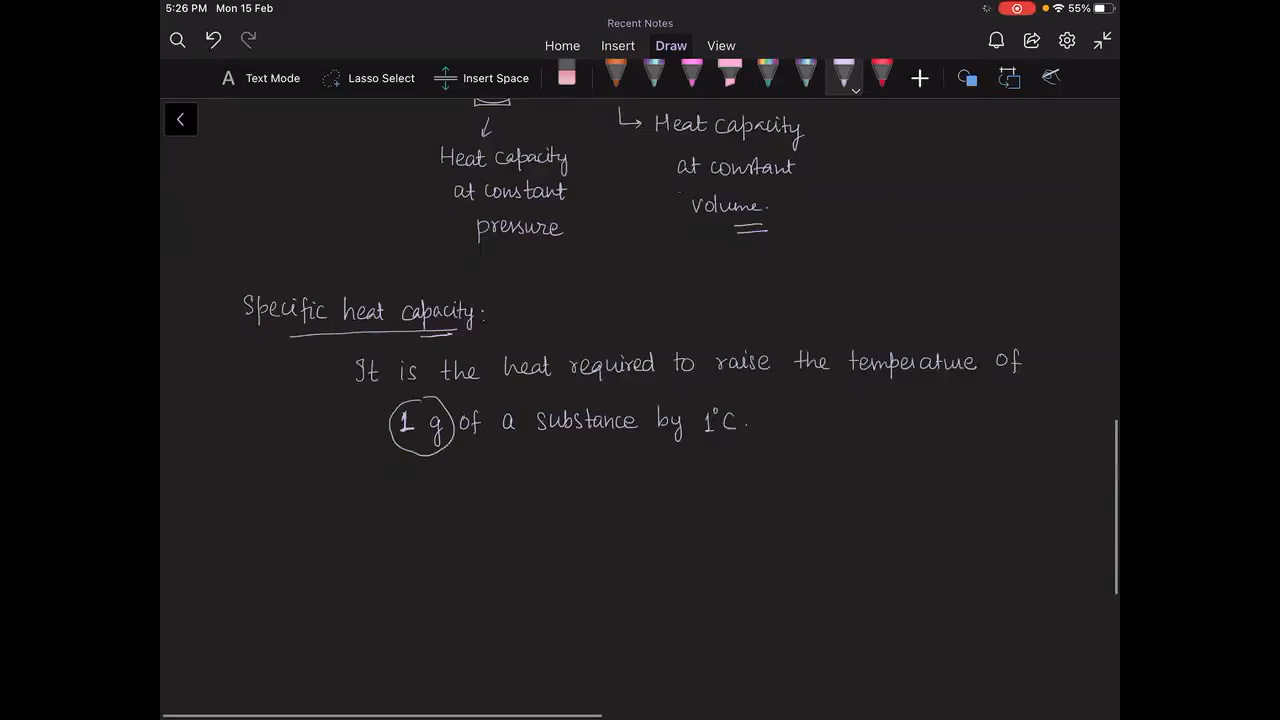 5:26 PM Mon 15 Feb
55%
Recent Notes
Home Insert Draw View
A Text Mode Lasso Select Insert Space
Heat capacity
at constant
pressure
Heat capacity
at constant
volume.
Specific heat capacity:
It is the heat required to raise the temperature of
1 g of a substance by 1°C.